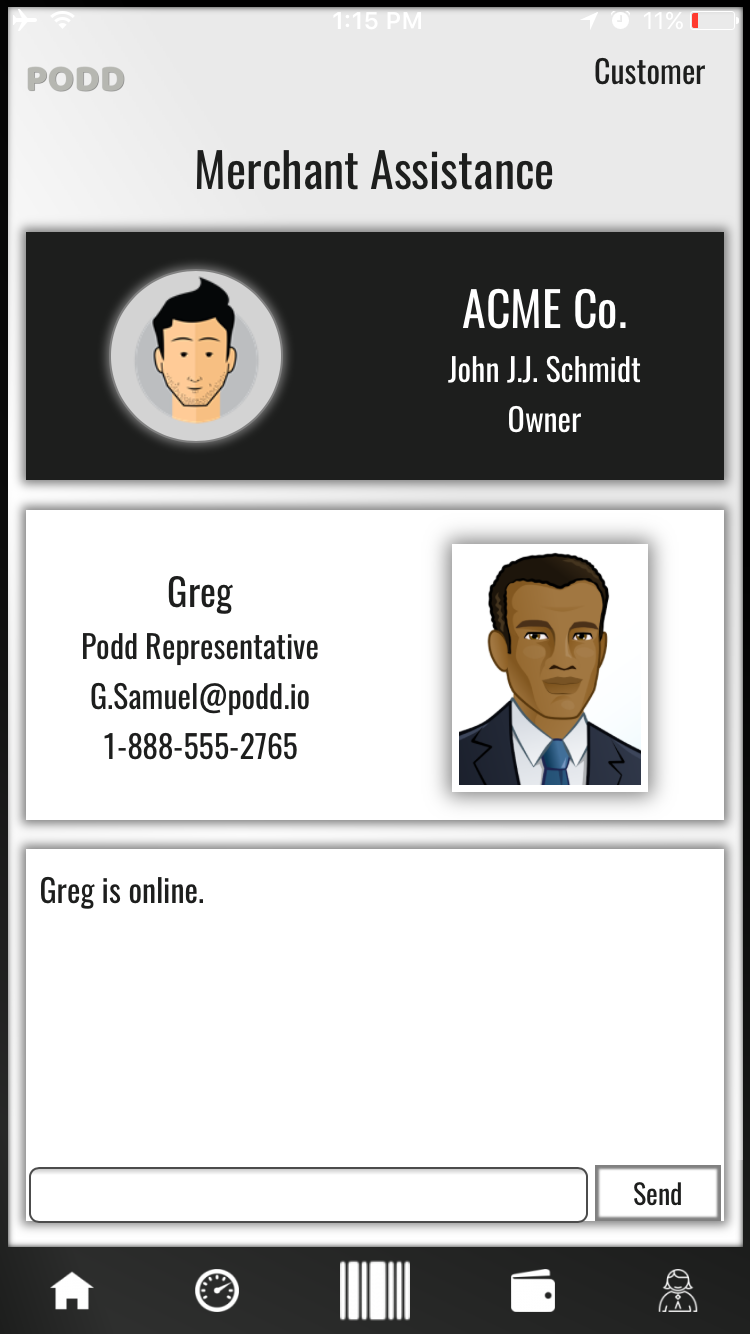 1:15 PM
11%
PODD
Customer
Merchant Assistance
ACME Co.
John J.J. Schmidt
Owner
Greg
Podd Representative
G.Samuel@podd.io
1-888-555-2765
Greg is online.
Send